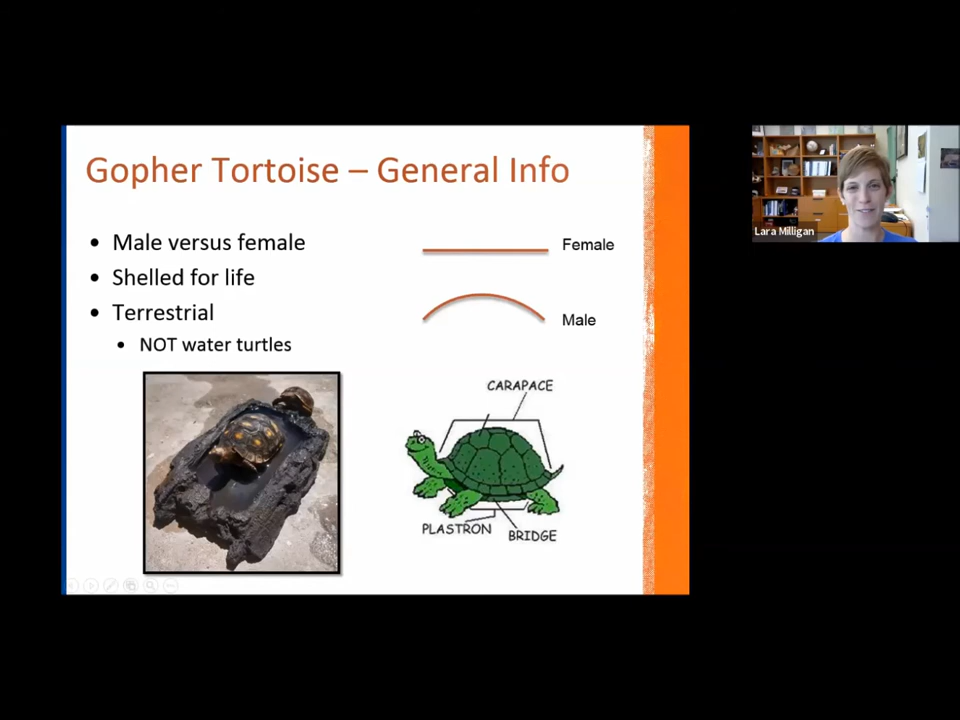 Gopher Tortoise – General Info
• Male versus female
• Shelled for life
• Terrestrial
• NOT water turtles
Female
Male
CARAPACE
PLASTRON
BRIDGE
Lara Milligan